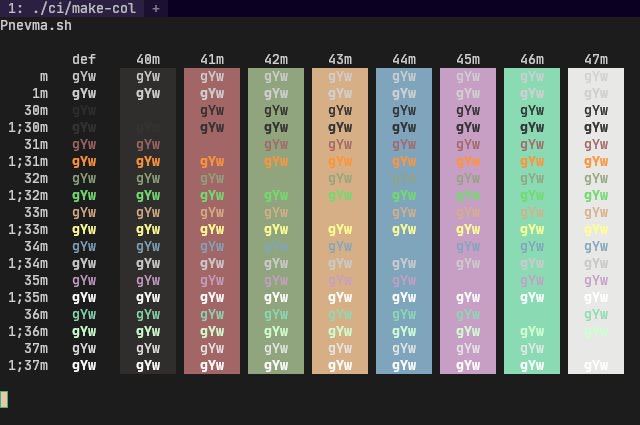 1: ./ci/make-col +
Pnevma.sh
def 40m 41m 42m 43m 44m 45m 46m 47m
m gYw gYw gYw gYw gYw gYw gYw gYw gYw
1m gYw gYw gYw gYw gYw gYw gYw gYw gYw
30m gYw gYw gYw gYw gYw gYw gYw gYw
1;30m gYw gYw gYw gYw gYw gYw gYw gYw
31m gYw gYw gYw gYw gYw gYw gYw gYw
1;31m gYw gYw gYw gYw gYw gYw gYw gYw gYw
32m gYw gYw gYw gYw gYw gYw gYw gYw
1;32m gYw gYw gYw gYw gYw gYw gYw gYw gYw
33m gYw gYw gYw gYw gYw gYw gYw gYw
1;33m gYw gYw gYw gYw gYw gYw gYw gYw gYw
34m gYw gYw gYw gYw gYw gYw gYw gYw
1;34m gYw gYw gYw gYw gYw gYw gYw gYw gYw
35m gYw gYw gYw gYw gYw gYw gYw gYw
1;35m gYw gYw gYw gYw gYw gYw gYw gYw gYw
36m gYw gYw gYw gYw gYw gYw gYw gYw
1;36m gYw gYw gYw gYw gYw gYw gYw gYw gYw
37m gYw gYw gYw gYw gYw gYw gYw gYw
1;37m gYw gYw gYw gYw gYw gYw gYw gYw gYw